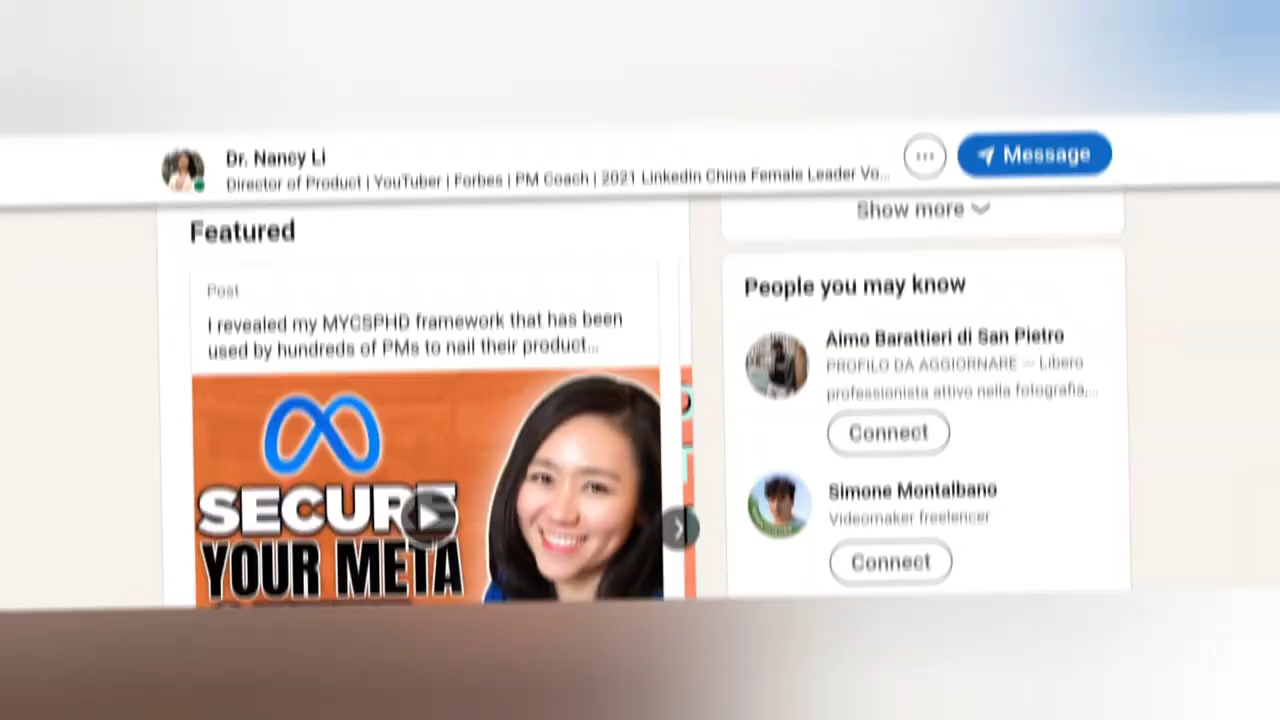 Dr. Nancy Li
Director of Product | YouTuber | Forbes | PM Coach | 2021 LinkedIn China Female Leader Vo...
Message
Show more
Featured
Post
I revealed my MYCSPHD framework that has been
used by hundreds of PMs to nail their product...
SECURE
YOUR META
People you may know
Aimo Barattieri di San Pietro
PROFILO DA AGGIORNARE — Libero
professionista attivo nella fotografia,...
Connect
Simone Montalbano
Videomaker freelencer
Connect